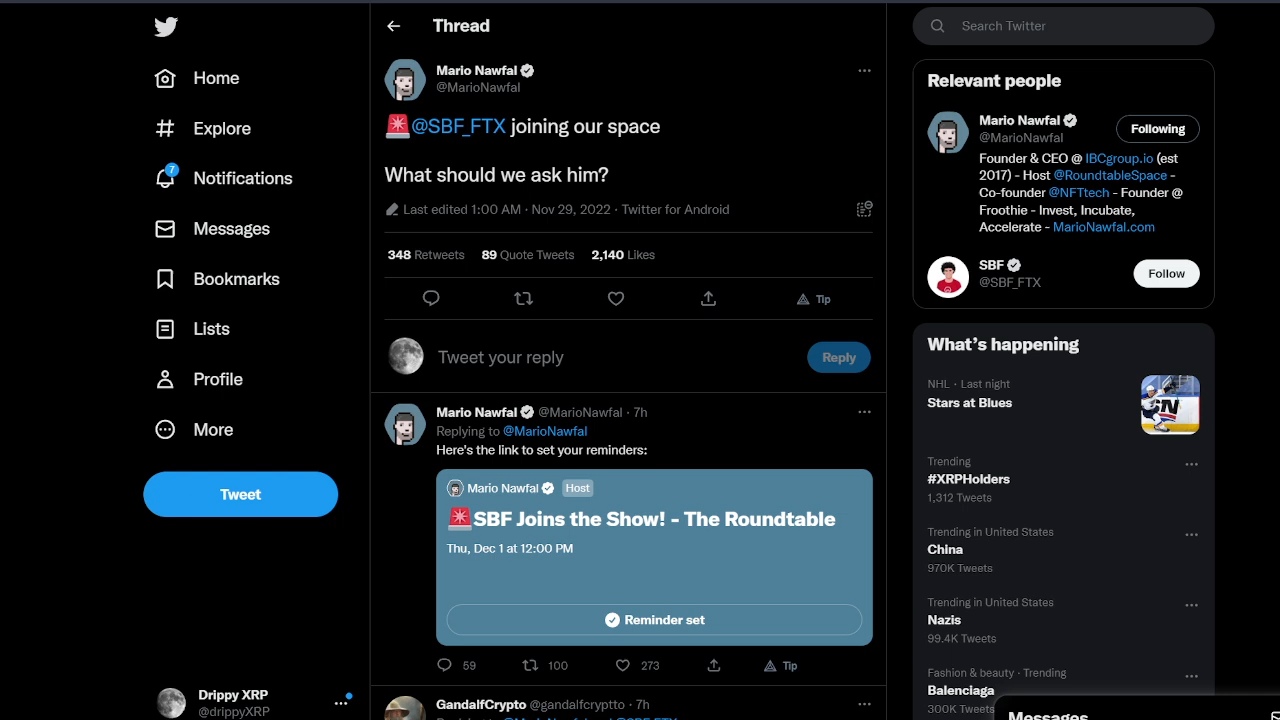 Home
Explore
7
Notifications
Messages
Bookmarks
Lists
Profile
More
Tweet
Drippy XRP
@drippyXRP
Thread
Mario Nawfal
@MarioNawfal
🚨@SBF_FTX joining our space
What should we ask him?
Last edited 1:00 AM · Nov 29, 2022 · Twitter for Android
348 Retweets 89 Quote Tweets 2,140 Likes
Tip
Tweet your reply
Reply
Mario Nawfal @MarioNawfal · 7h
Replying to @MarioNawfal
Here's the link to set your reminders:
Mario Nawfal Host
🚨SBF Joins the Show! - The Roundtable
Thu, Dec 1 at 12:00 PM
Reminder set
59 100 273 Tip
GandalfCrypto @gandalfcryptto · 7h
Search Twitter
Relevant people
Mario Nawfal
@MarioNawfal
Following
Founder & CEO @ IBCgroup.io (est
2017) - Host @RoundtableSpace -
Co-founder @NFTtech - Founder @
Froothie - Invest, Incubate,
Accelerate - MarioNawfal.com
SBF
@SBF_FTX
Follow
What's happening
NHL · Last night
Stars at Blues
Trending
#XRPHolders
1,312 Tweets
Trending in United States
China
970K Tweets
Trending in United States
Nazis
99.4K Tweets
Fashion & beauty · Trending
Balenciaga
300K Tweets
Messages